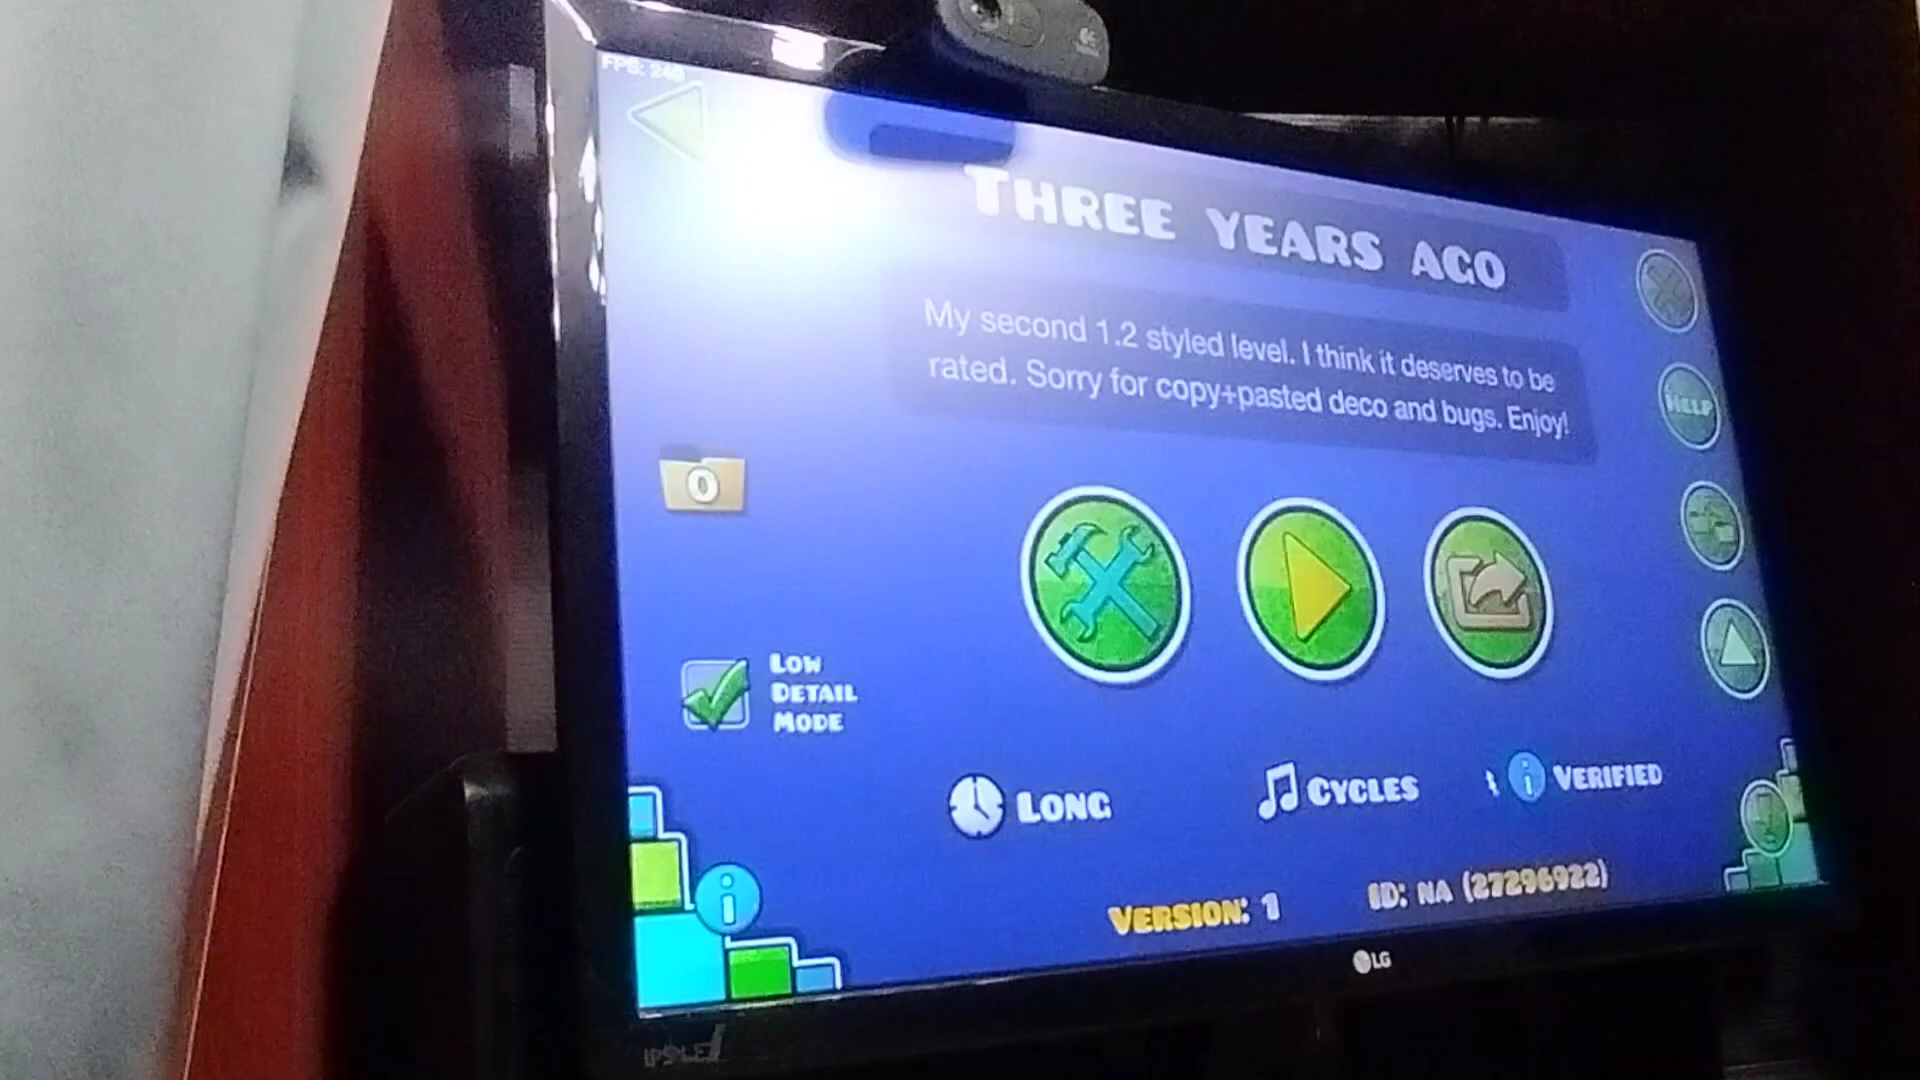 FPS: 240
THREE YEARS AGO
My second 1.2 styled level. I think it deserves to be
rated. Sorry for copy+pasted deco and bugs. Enjoy!
HELP
0
LOW
DETAIL
MODE
LONG
CYCLES
VERIFIED
VERSION: 1
ID: NA (27296922)
LG